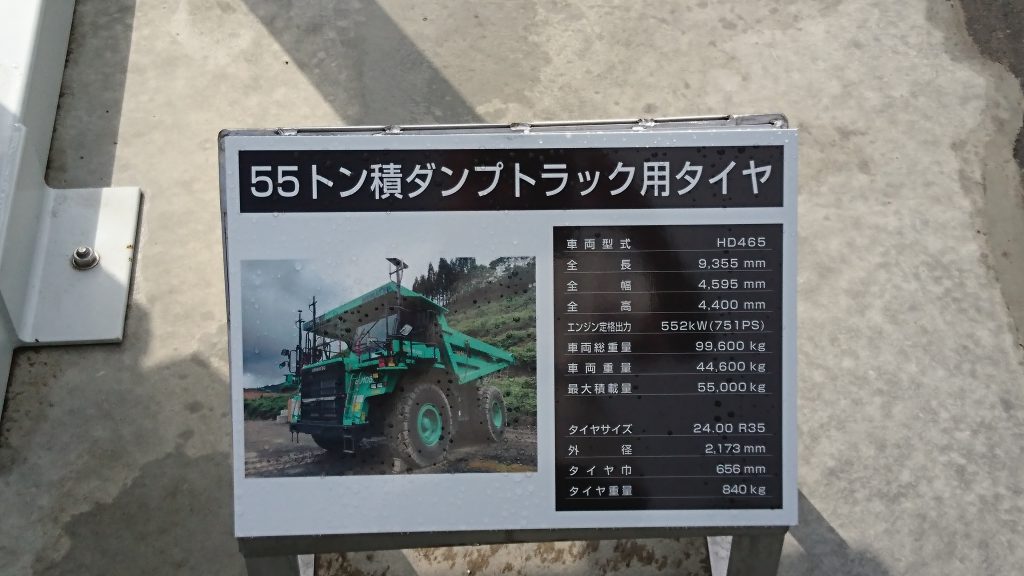 55トン積ダンプトラック用タイヤ
車両型式 HD465
全長 9,355 mm
全幅 4,595 mm
全高 4,400 mm
エンジン定格出力 552kW(751PS)
車両総重量 99,600 kg
車両重量 44,600 kg
最大積載量 55,000 kg
タイヤサイズ 24.00 R35
外径 2,173 mm
タイヤ巾 656 mm
タイヤ重量 840 kg